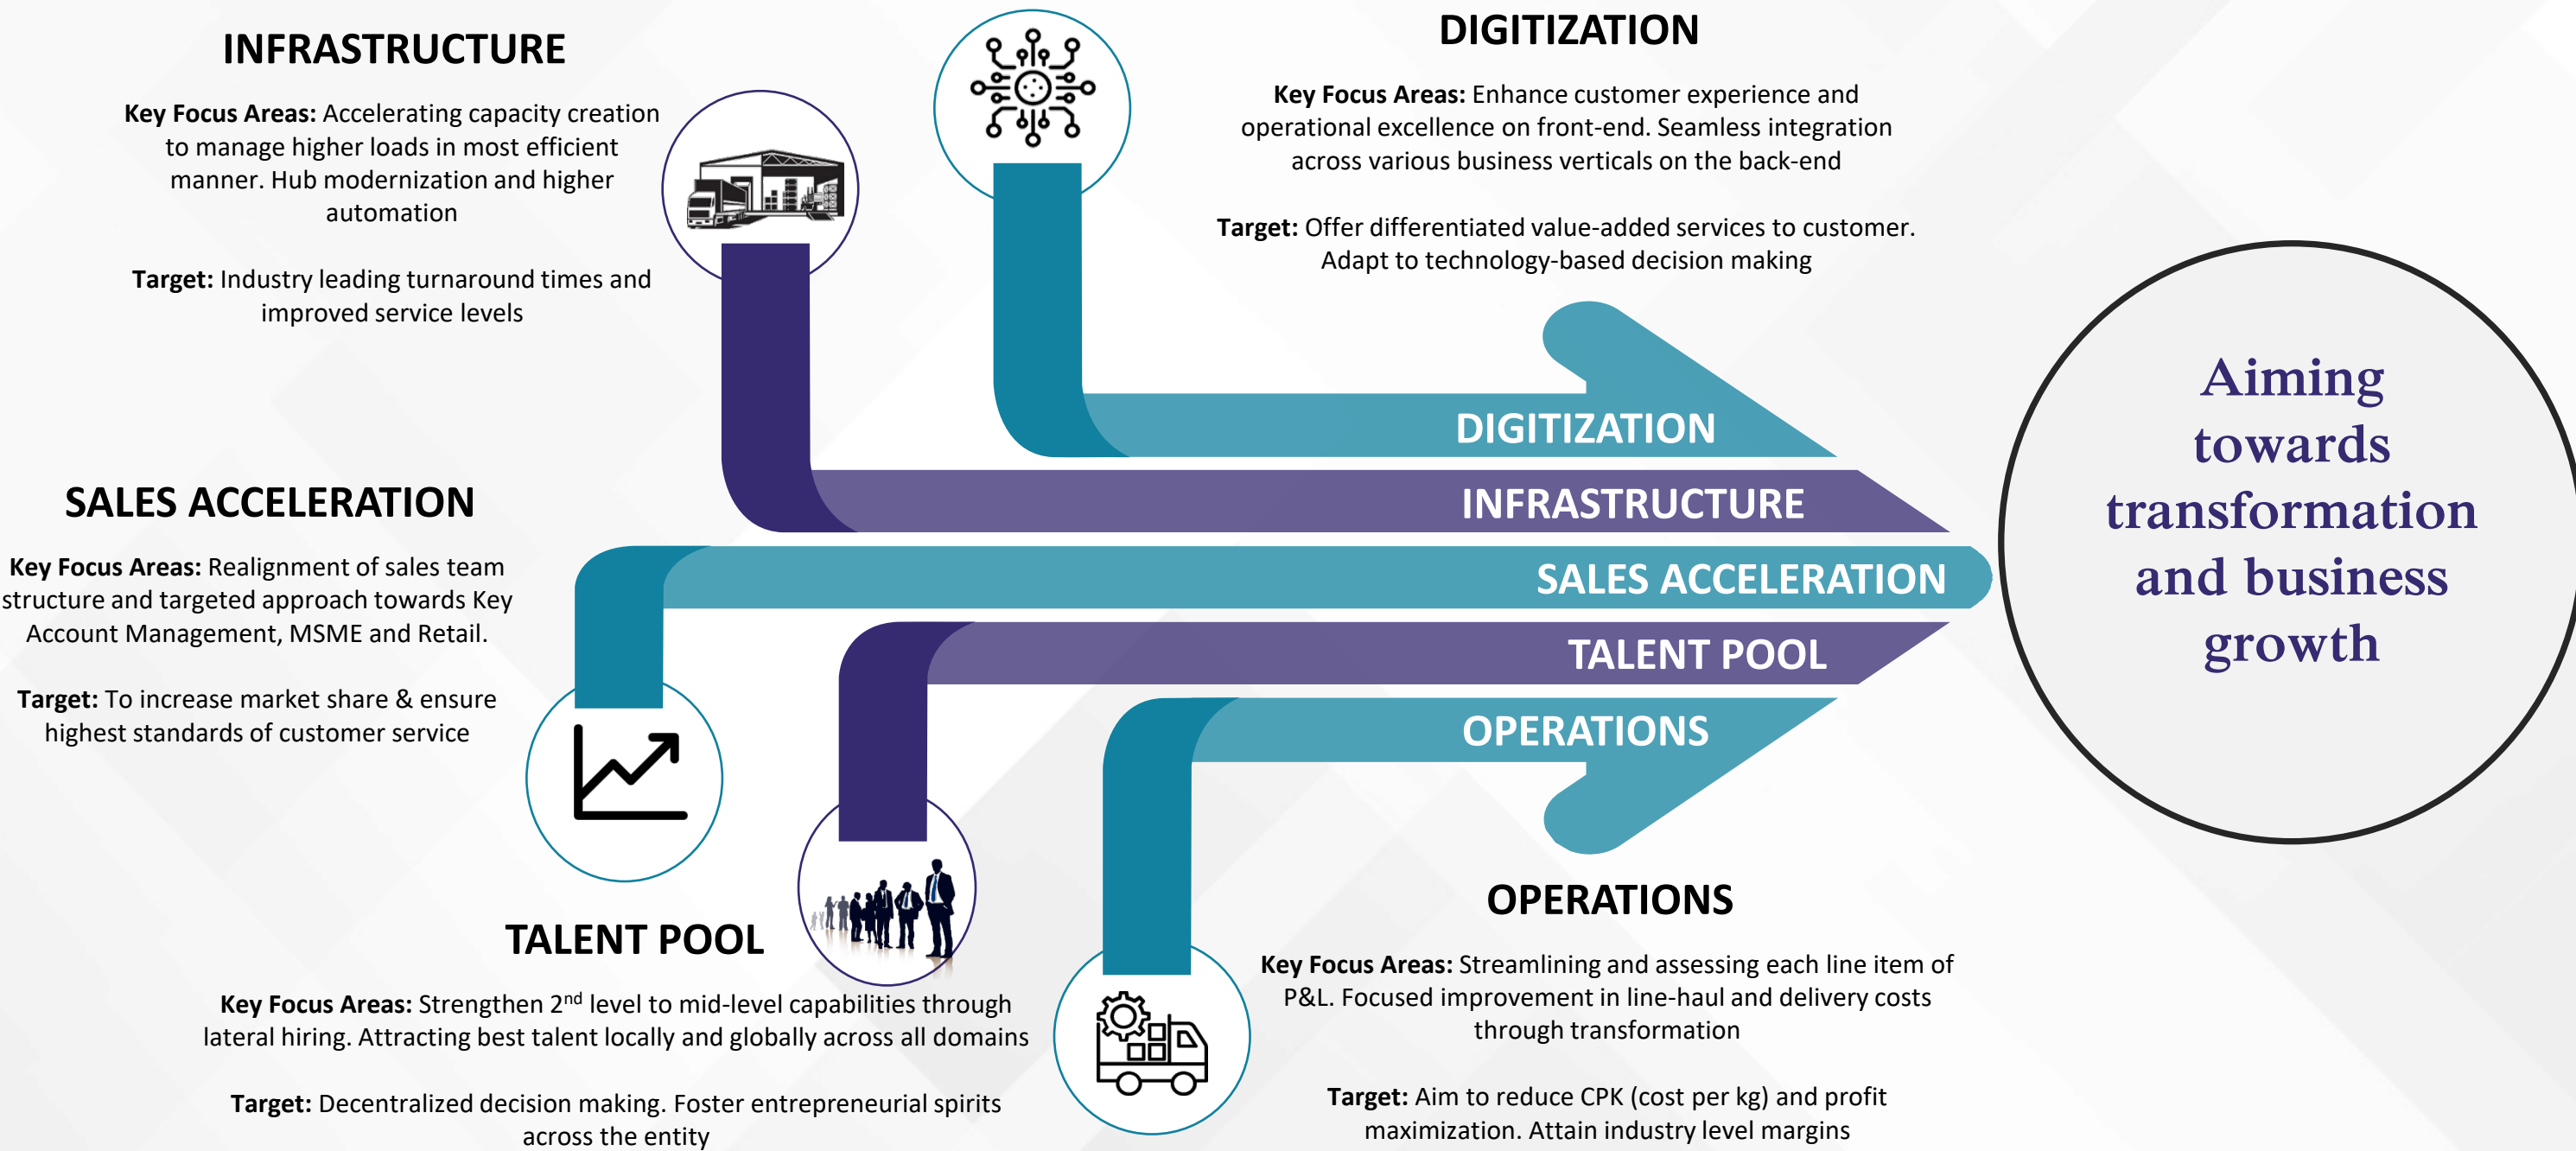 INFRASTRUCTURE
Key Focus Areas: Accelerating capacity creation
to manage higher loads in most efficient
manner. Hub modernization and higher
automation
Target: Industry leading turnaround times and
improved service levels
DIGITIZATION
Key Focus Areas: Enhance customer experience and
operational excellence on front-end. Seamless integration
across various business verticals on the back-end
Target: Offer differentiated value-added services to customer.
Adapt to technology-based decision making
SALES ACCELERATION
Key Focus Areas: Realignment of sales team
structure and targeted approach towards Key
Account Management, MSME and Retail.
Target: To increase market share & ensure
highest standards of customer service
DIGITIZATION
INFRASTRUCTURE
SALES ACCELERATION
TALENT POOL
OPERATIONS
Aiming
towards
transformation
and business
growth
TALENT POOL
Key Focus Areas: Strengthen 2nd level to mid-level capabilities through
lateral hiring. Attracting best talent locally and globally across all domains
Target: Decentralized decision making. Foster entrepreneurial spirits
across the entity
OPERATIONS
Key Focus Areas: Streamlining and assessing each line item of
P&L. Focused improvement in line-haul and delivery costs
through transformation
Target: Aim to reduce CPK (cost per kg) and profit
maximization. Attain industry level margins